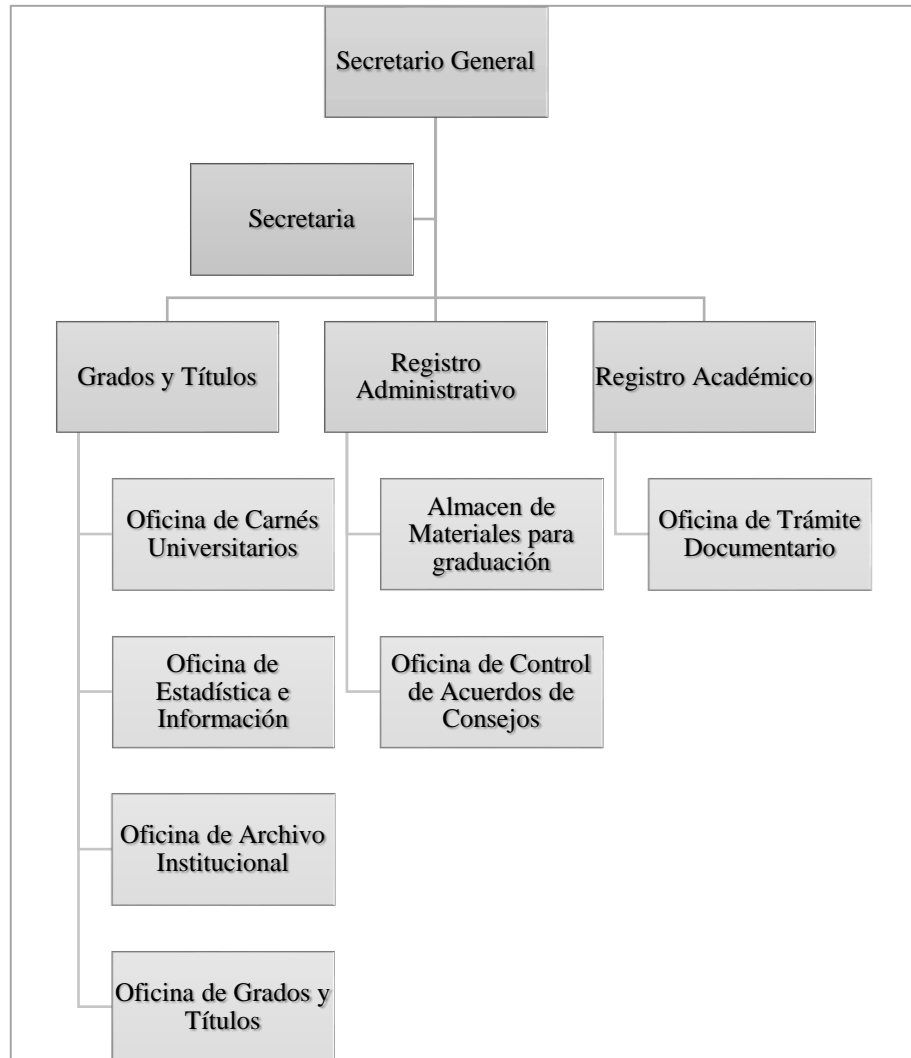 Secretario General
Secretaria
Grados y Títulos
Registro
Administrativo
Registro Académico
Oficina de Carnés
Universitarios
Almacen de
Materiales para
graduación
Oficina de Trámite
Documentario
Oficina de
Estadística e
Información
Oficina de Control
de Acuerdos de
Consejos
Oficina de Archivo
Institucional
Oficina de Grados y
Títulos